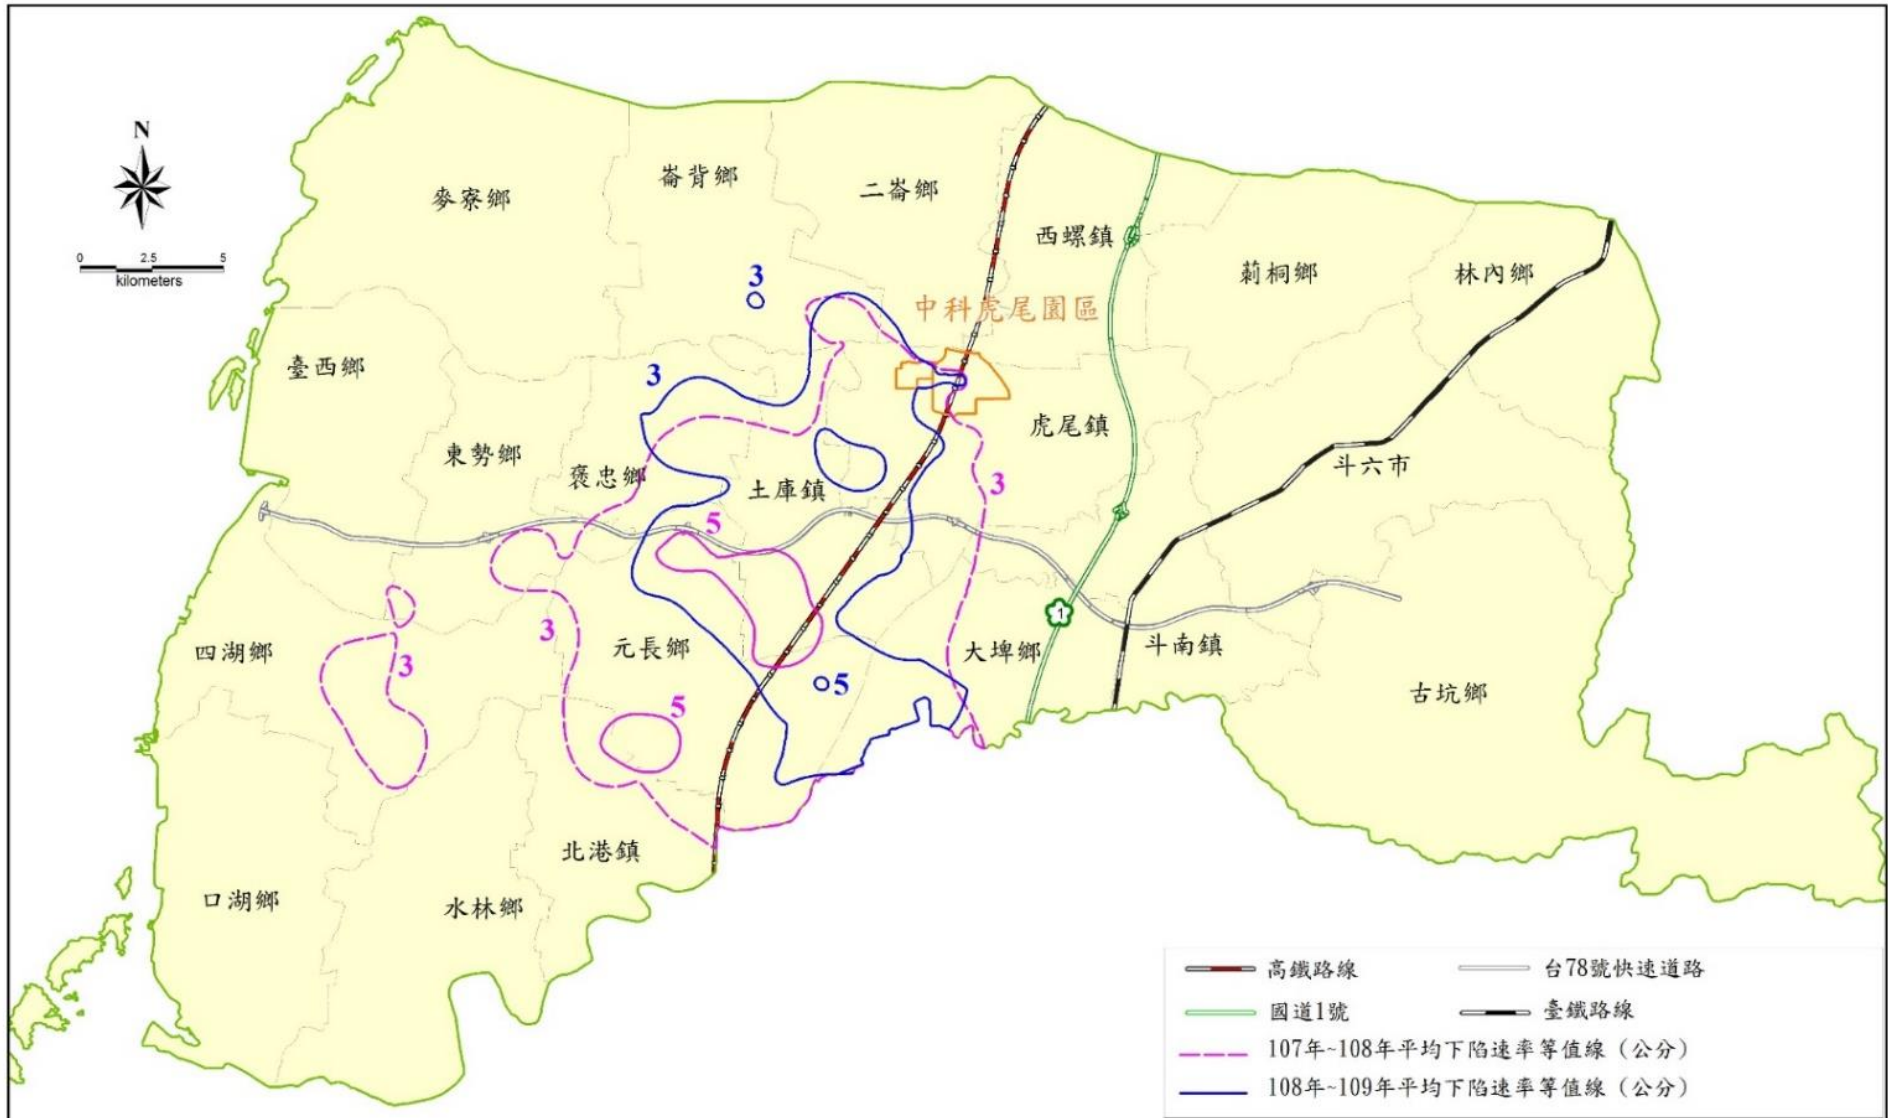 N
0 2.5 5
kilometers
麥寮鄉
崙背鄉
二崙鄉
西螺鎮
莿桐鄉
林內鄉
3
中科虎尾園區
臺西鄉
3
東勢鄉
褒忠鄉
土庫鎮
虎尾鎮
斗六市
3
5
1
四湖鄉
3
3
元長鄉
5
5
大埤鄉
斗南鎮
古坑鄉
口湖鄉
水林鄉
北港鎮
高鐵路線
台78號快速道路
國道1號
臺鐵路線
107年~108年平均下陷速率等值線（公分）
108年~109年平均下陷速率等值線（公分）